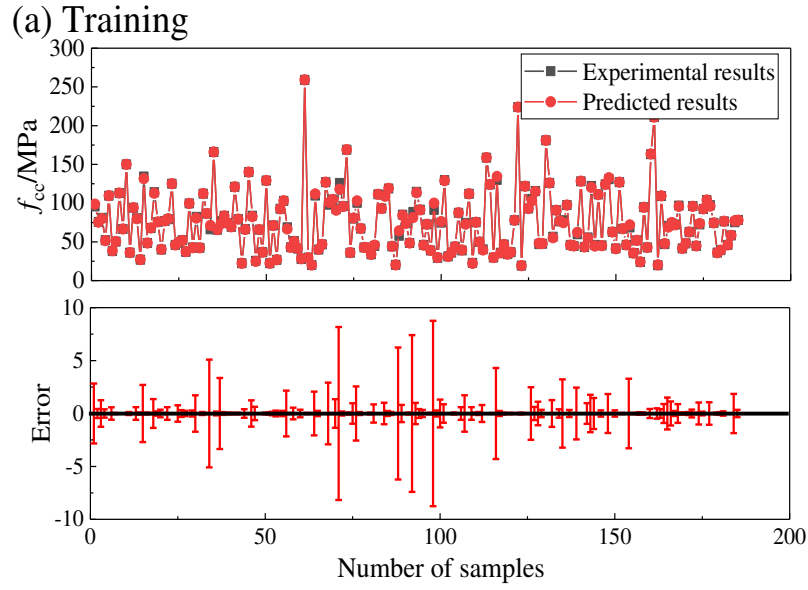 (a) Training
300
250
200
150
100
50
0
fcc/MPa
Experimental results
Predicted results
10
5
0
-5
-10
Error
0 50 100 150 200
Number of samples